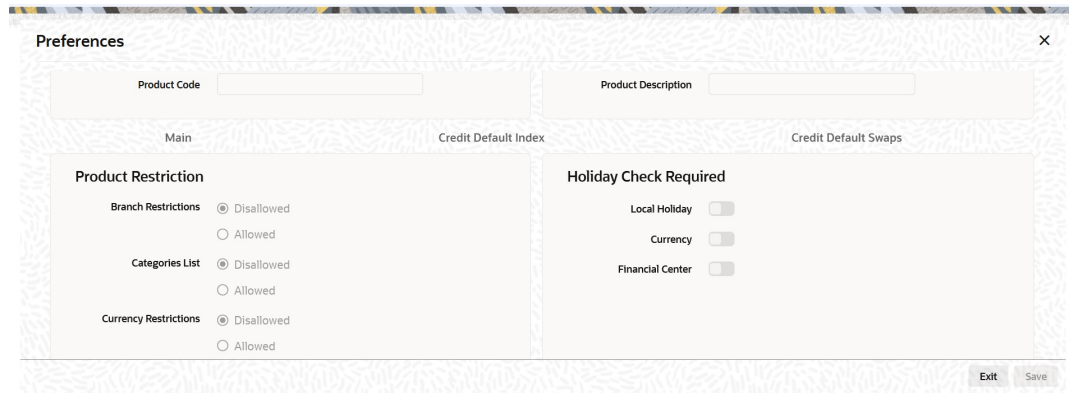 Preferences
Product Code
Product Description
Main
Credit Default Index
Credit Default Swaps
Product Restriction
Branch Restrictions
Disallowed
Allowed
Categories List
Disallowed
Allowed
Currency Restrictions
Disallowed
Allowed
Holiday Check Required
Local Holiday
Currency
Financial Center
Exit
Save